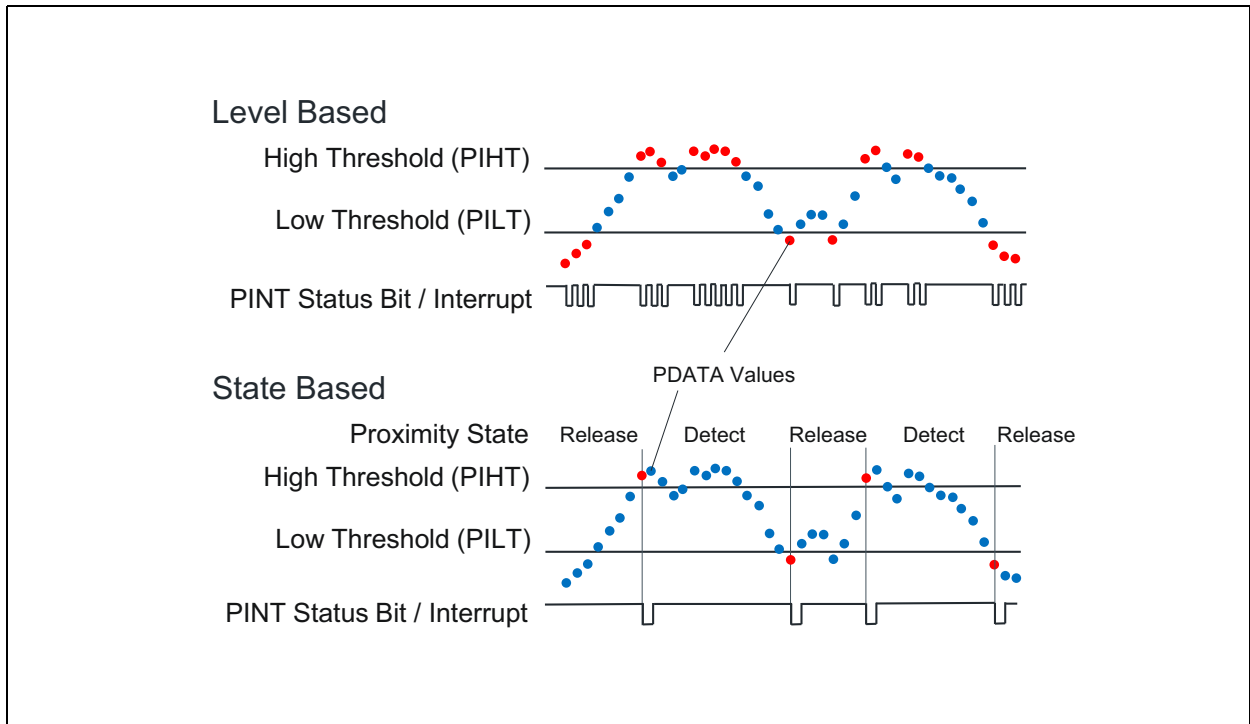 Level Based
High Threshold (PIHT)
Low Threshold (PILT)
PINT Status Bit / Interrupt
PDATA Values
State Based
Proximity State Release Detect Release Detect Release
High Threshold (PIHT)
Low Threshold (PILT)
PINT Status Bit / Interrupt